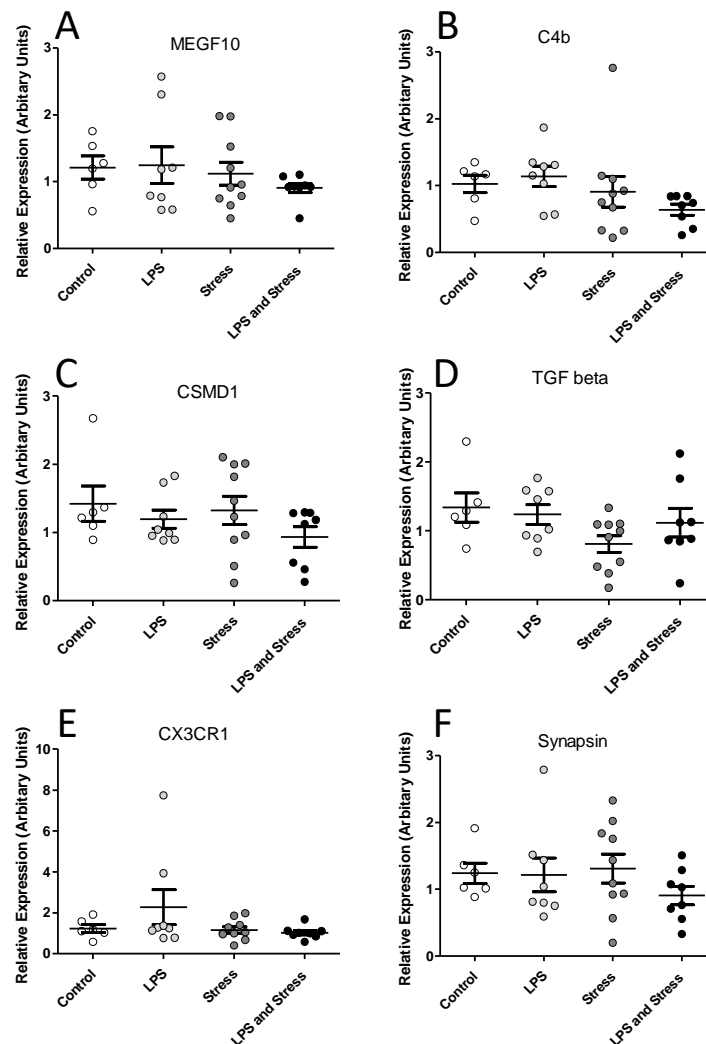 A
MEGF10
Relative Expression (Arbitary Units)
3
2
1
0
Control
LPS
Stress
LPS and Stress
B
C4b
Relative Expression (Arbitary Units)
3
2
1
0
Control
LPS
Stress
LPS and Stress
C
CSMD1
Relative Expression (Arbitary Units)
3
2
1
0
Control
LPS
Stress
LPS and Stress
D
TGF beta
Relative Expression (Arbitary Units)
3
2
1
0
Control
LPS
Stress
LPS and Stress
E
CX3CR1
Relative Expression (Arbitary Units)
10
8
6
4
2
0
Control
LPS
Stress
LPS and Stress
F
Synapsin
Relative Expression (Arbitary Units)
3
2
1
0
Control
LPS
Stress
LPS and Stress